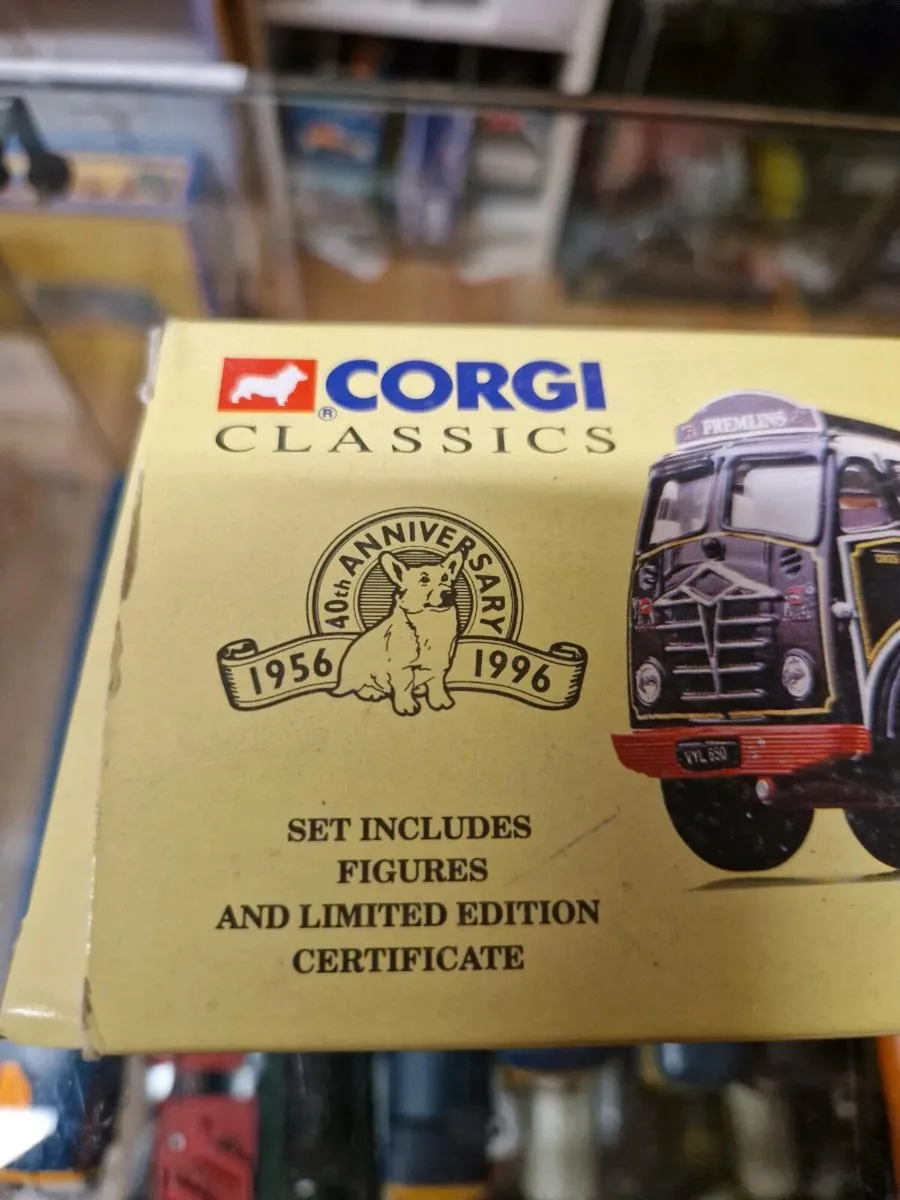 CORGI
®
CLASSICS
FREMLINS
40th ANNIVERSARY
1956 1996
VYL 650
SET INCLUDES
FIGURES
AND LIMITED EDITION
CERTIFICATE